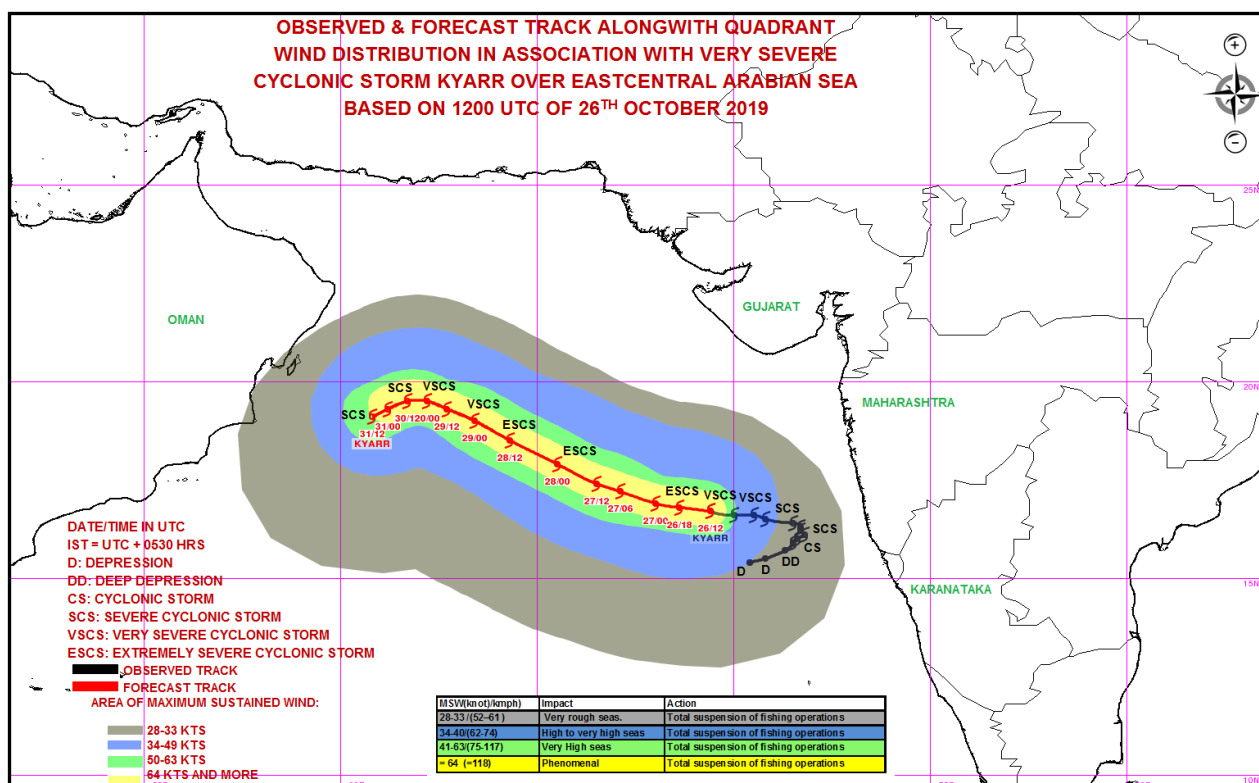 OBSERVED & FORECAST TRACK ALONGWITH QUADRANT
WIND DISTRIBUTION IN ASSOCIATION WITH VERY SEVERE
CYCLONIC STORM KYARR OVER EASTCENTRAL ARABIAN SEA
BASED ON 1200 UTC OF 26TH OCTOBER 2019
+
−
25N
GUJARAT
OMAN
20N
MAHARASHTRA
SCS
VSCS
SCS
VSCS
30/12
0/00
31/00
29/12
31/12
KYARR
29/00
ESCS
28/12
ESCS
28/00
27/12
27/06
ESCS
VSCS
VSCS
SCS
SCS
27/00
26/18
26/12
KYARR
CS
DD
D
D
15N
KARANATAKA
DATE/TIME IN UTC
IST = UTC + 0530 HRS
D: DEPRESSION
DD: DEEP DEPRESSION
CS: CYCLONIC STORM
SCS: SEVERE CYCLONIC STORM
VSCS: VERY SEVERE CYCLONIC STORM
ESCS: EXTREMELY SEVERE CYCLONIC STORM
OBSERVED TRACK
FORECAST TRACK
AREA OF MAXIMUM SUSTAINED WIND:
28-33 KTS
34-49 KTS
50-63 KTS
64 KTS AND MORE
MSW(knot)/kmph) Impact Action
28-33/(52–61) Very rough seas. Total suspension of fishing operations
34-40/(62-74) High to very high seas Total suspension of fishing operations
41-63/(75-117) Very High seas Total suspension of fishing operations
= 64 (=118) Phenomenal Total suspension of fishing operations
10N